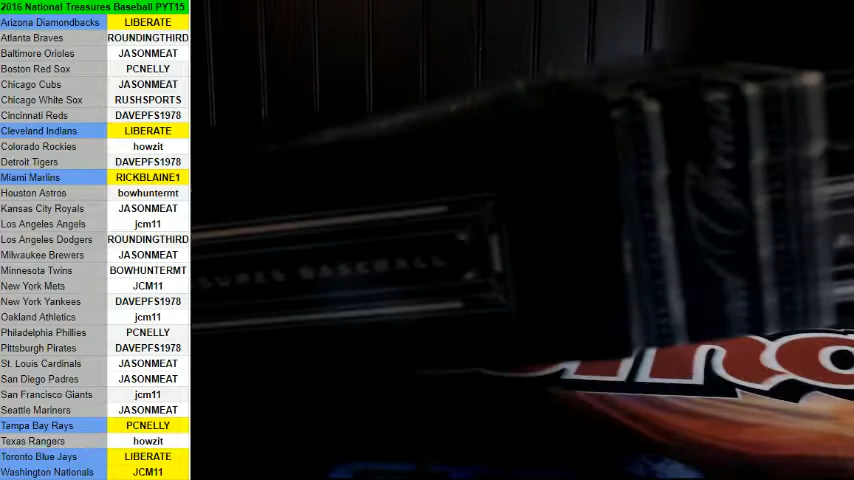 2016 National Treasures Baseball PYT15
Arizona Diamondbacks LIBERATE
Atlanta Braves ROUNDINGTHIRD
Baltimore Orioles JASONMEAT
Boston Red Sox PCNELLY
Chicago Cubs JASONMEAT
Chicago White Sox RUSHSPORTS
Cincinnati Reds DAVEPFS1978
Cleveland Indians LIBERATE
Colorado Rockies howzit
Detroit Tigers DAVEPFS1978
Miami Marlins RICKBLAINE1
Houston Astros bowhuntermt
Kansas City Royals JASONMEAT
Los Angeles Angels jcm11
Los Angeles Dodgers ROUNDINGTHIRD
Milwaukee Brewers JASONMEAT
Minnesota Twins BOWHUNTERMT
New York Mets JCM11
New York Yankees DAVEPFS1978
Oakland Athletics jcm11
Philadelphia Phillies PCNELLY
Pittsburgh Pirates DAVEPFS1978
St. Louis Cardinals JASONMEAT
San Diego Padres JASONMEAT
San Francisco Giants jcm11
Seattle Mariners JASONMEAT
Tampa Bay Rays PCNELLY
Texas Rangers howzit
Toronto Blue Jays LIBERATE
Washington Nationals JCM11
SURES BASEBALL